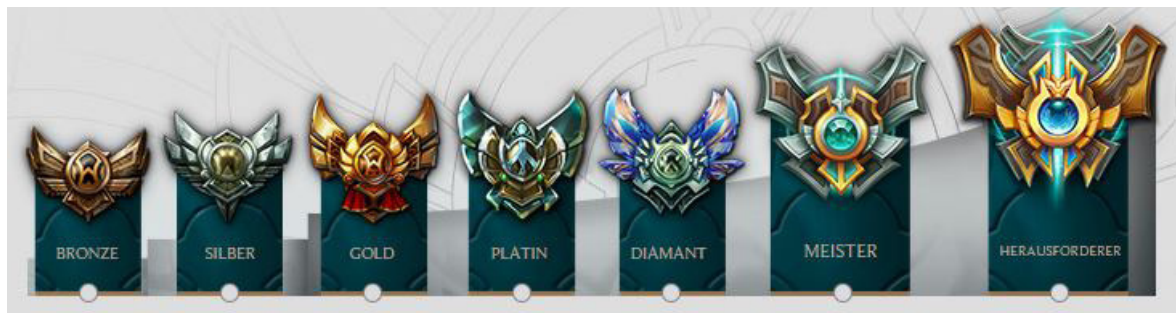 BRONZE
SILBER
GOLD
PLATIN
DIAMANT
MEISTER
HERAUSFORDERER